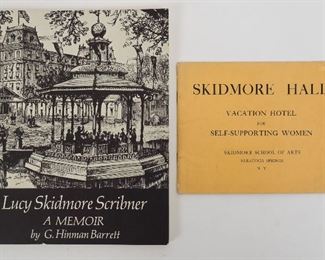 Lucy Skidmore Scribner
A MEMOIR
by G. Hinman Barrett
SKIDMORE HALL
VACATION HOTEL
FOR
SELF-SUPPORTING WOMEN
SKIDMORE SCHOOL OF ARTS
SARATOGA SPRINGS
N. Y.